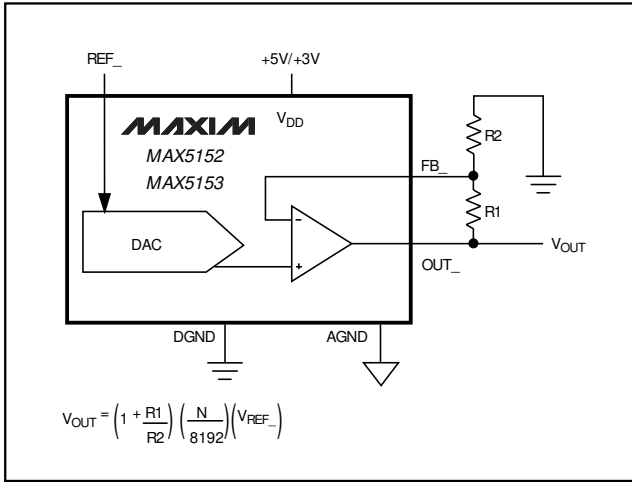 REF_
+5V/+3V
MAXIM
VDD
MAX5152
MAX5153
R2
FB_
R1
DAC
−
+
OUT_
VOUT
DGND
AGND
VOUT = (1 + R1/R2) (N/8192) (VREF_)